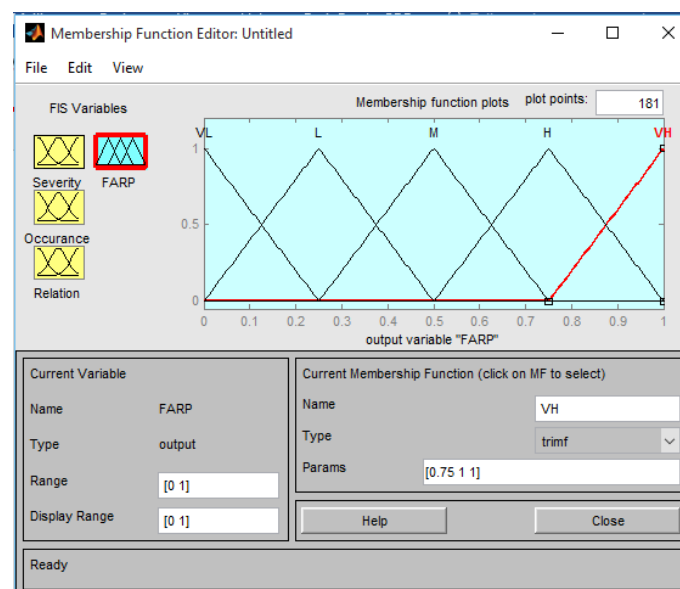 Membership Function Editor: Untitled
File Edit View
FIS Variables
Membership function plots plot points: 181
VL L M H VH
Severity FARP
Occurance
Relation
1
0.5
0
0 0.1 0.2 0.3 0.4 0.5 0.6 0.7 0.8 0.9 1
output variable "FARP"
Current Variable
Name FARP
Type output
Range [0 1]
Display Range [0 1]
Current Membership Function (click on MF to select)
Name VH
Type trimf
Params [0.75 1 1]
Help Close
Ready